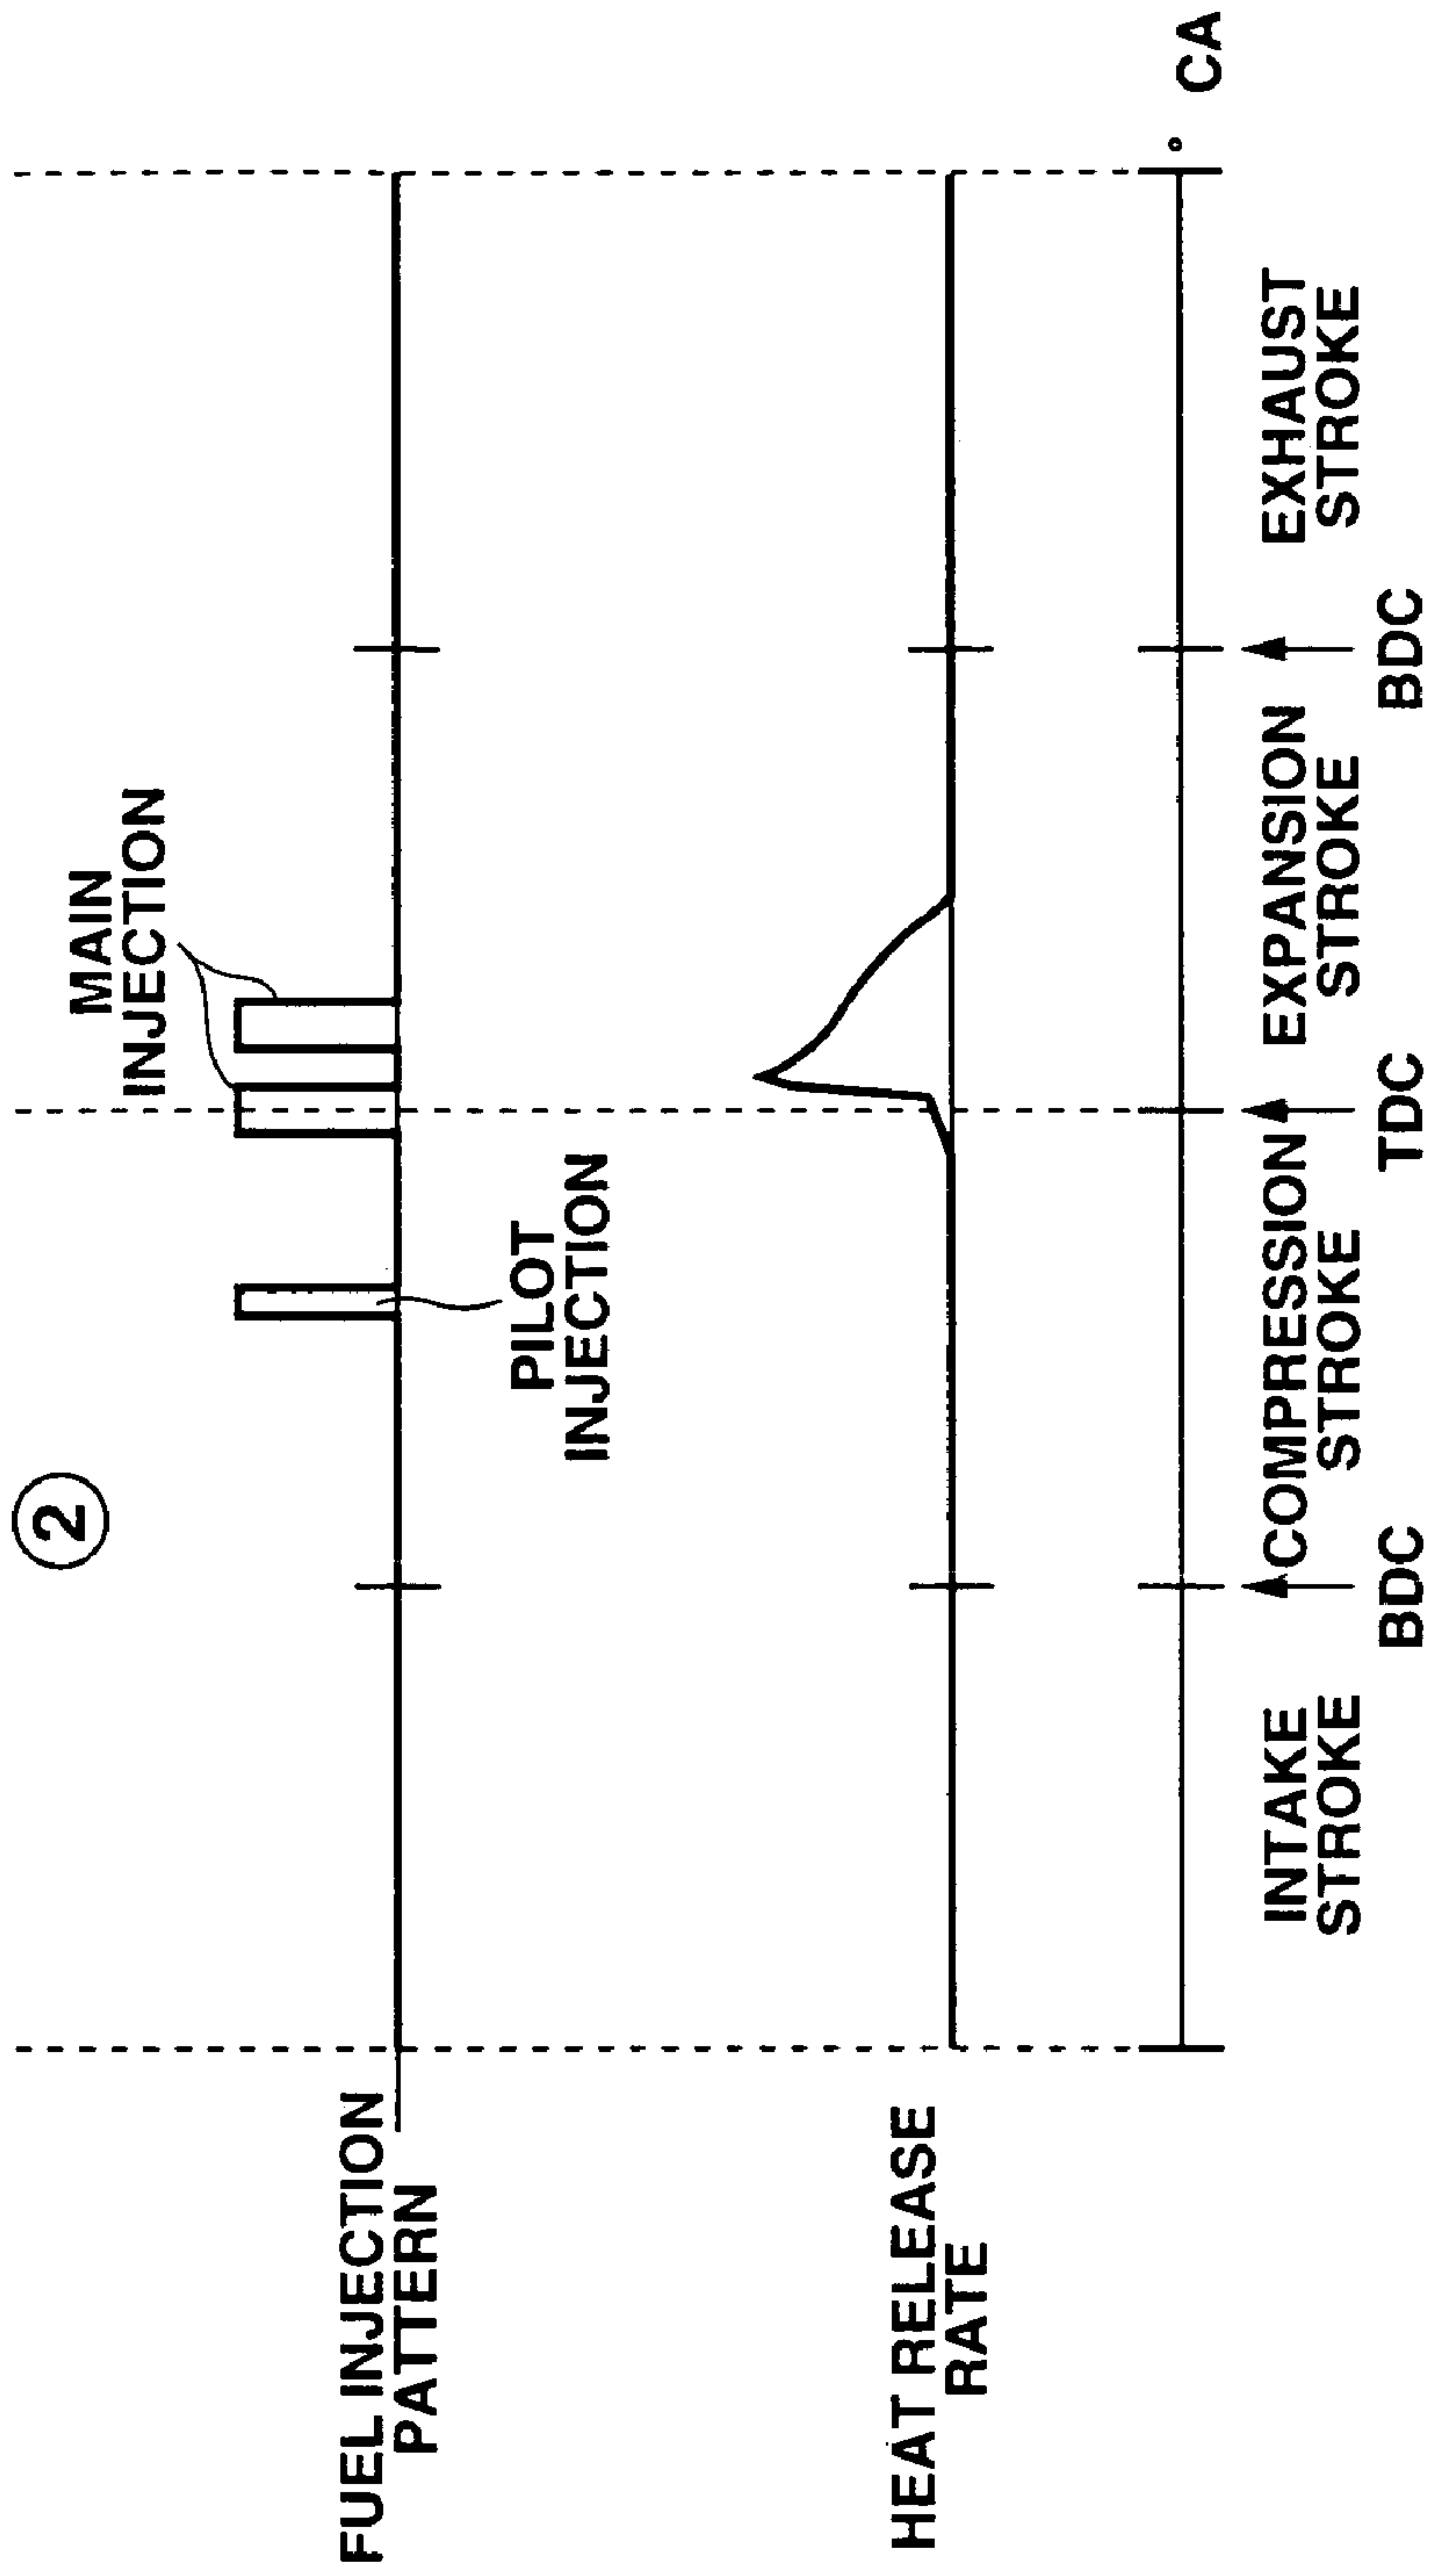 ②
MAIN
INJECTION
FUEL INJECTION
PATTERN
PILOT
INJECTION
HEAT RELEASE
RATE
° CA
INTAKE
STROKE
COMPRESSION
STROKE
EXPANSION
STROKE
EXHAUST
STROKE
BDC
TDC
BDC